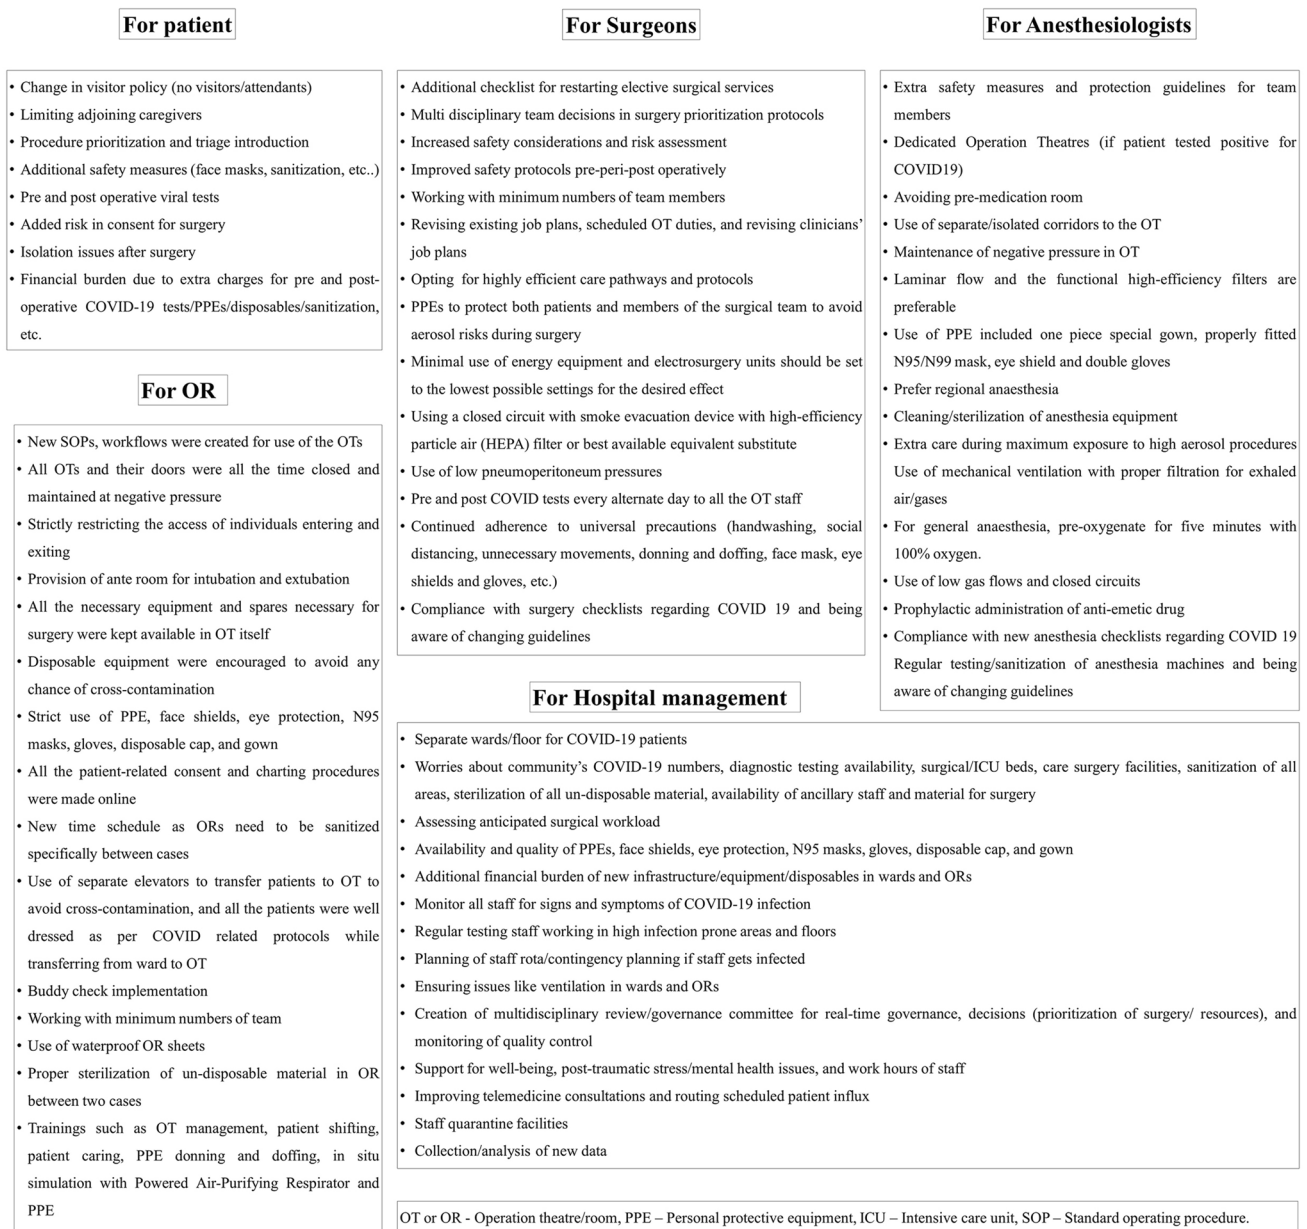 For patient
• Change in visitor policy (no visitors/attendants)
• Limiting adjoining caregivers
• Procedure prioritization and triage introduction
• Additional safety measures (face masks, sanitization, etc..)
• Pre and post operative viral tests
• Added risk in consent for surgery
• Isolation issues after surgery
• Financial burden due to extra charges for pre and post-
operative COVID-19 tests/PPEs/disposables/sanitization,
etc.
For OR
• New SOPs, workflows were created for use of the OTs
• All OTs and their doors were all the time closed and
maintained at negative pressure
• Strictly restricting the access of individuals entering and
exiting
• Provision of ante room for intubation and extubation
• All the necessary equipment and spares necessary for
surgery were kept available in OT itself
• Disposable equipment were encouraged to avoid any
chance of cross-contamination
• Strict use of PPE, face shields, eye protection, N95
masks, gloves, disposable cap, and gown
• All the patient-related consent and charting procedures
were made online
• New time schedule as ORs need to be sanitized
specifically between cases
• Use of separate elevators to transfer patients to OT to
avoid cross-contamination, and all the patients were well
dressed as per COVID related protocols while
transferring from ward to OT
• Buddy check implementation
• Working with minimum numbers of team
• Use of waterproof OR sheets
• Proper sterilization of un-disposable material in OR
between two cases
• Trainings such as OT management, patient shifting,
patient caring, PPE donning and doffing, in situ
simulation with Powered Air-Purifying Respirator and
PPE
For Surgeons
• Additional checklist for restarting elective surgical services
• Multi disciplinary team decisions in surgery prioritization protocols
• Increased safety considerations and risk assessment
• Improved safety protocols pre-peri-post operatively
• Working with minimum numbers of team members
• Revising existing job plans, scheduled OT duties, and revising clinicians’
job plans
• Opting for highly efficient care pathways and protocols
• PPEs to protect both patients and members of the surgical team to avoid
aerosol risks during surgery
• Minimal use of energy equipment and electrosurgery units should be set
to the lowest possible settings for the desired effect
• Using a closed circuit with smoke evacuation device with high-efficiency
particle air (HEPA) filter or best available equivalent substitute
• Use of low pneumoperitoneum pressures
• Pre and post COVID tests every alternate day to all the OT staff
• Continued adherence to universal precautions (handwashing, social
distancing, unnecessary movements, donning and doffing, face mask, eye
shields and gloves, etc.)
• Compliance with surgery checklists regarding COVID 19 and being
aware of changing guidelines
For Anesthesiologists
• Extra safety measures and protection guidelines for team
members
• Dedicated Operation Theatres (if patient tested positive for
COVID19)
• Avoiding pre-medication room
• Use of separate/isolated corridors to the OT
• Maintenance of negative pressure in OT
• Laminar flow and the functional high-efficiency filters are
preferable
• Use of PPE included one piece special gown, properly fitted
N95/N99 mask, eye shield and double gloves
• Prefer regional anaesthesia
• Cleaning/sterilization of anesthesia equipment
• Extra care during maximum exposure to high aerosol procedures
Use of mechanical ventilation with proper filtration for exhaled
air/gases
• For general anaesthesia, pre-oxygenate for five minutes with
100% oxygen.
• Use of low gas flows and closed circuits
• Prophylactic administration of anti-emetic drug
• Compliance with new anesthesia checklists regarding COVID 19
Regular testing/sanitization of anesthesia machines and being
aware of changing guidelines
For Hospital management
• Separate wards/floor for COVID-19 patients
• Worries about community’s COVID-19 numbers, diagnostic testing availability, surgical/ICU beds, care surgery facilities, sanitization of all
areas, sterilization of all un-disposable material, availability of ancillary staff and material for surgery
• Assessing anticipated surgical workload
• Availability and quality of PPEs, face shields, eye protection, N95 masks, gloves, disposable cap, and gown
• Additional financial burden of new infrastructure/equipment/disposables in wards and ORs
• Monitor all staff for signs and symptoms of COVID-19 infection
• Regular testing staff working in high infection prone areas and floors
• Planning of staff rota/contingency planning if staff gets infected
• Ensuring issues like ventilation in wards and ORs
• Creation of multidisciplinary review/governance committee for real-time governance, decisions (prioritization of surgery/ resources), and
monitoring of quality control
• Support for well-being, post-traumatic stress/mental health issues, and work hours of staff
• Improving telemedicine consultations and routing scheduled patient influx
• Staff quarantine facilities
• Collection/analysis of new data
OT or OR - Operation theatre/room, PPE – Personal protective equipment, ICU – Intensive care unit, SOP – Standard operating procedure.